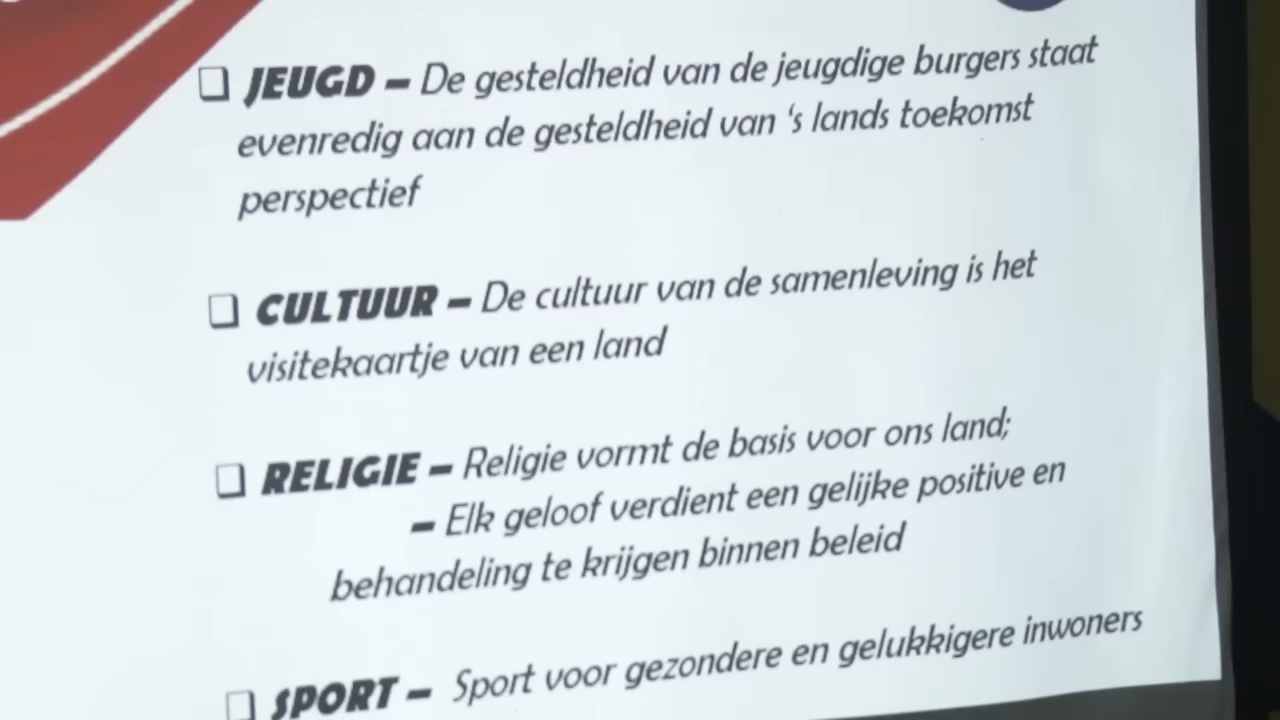 ❑ JEUGD – De gesteldheid van de jeugdige burgers staat
evenredig aan de gesteldheid van ‘s lands toekomst
perspectief
❑ CULTUUR – De cultuur van de samenleving is het
visitekaartje van een land
❑ RELIGIE – Religie vormt de basis voor ons land;
– Elk geloof verdient een gelijke positive en
behandeling te krijgen binnen beleid
❑ SPORT – Sport voor gezondere en gelukkigere inwoners